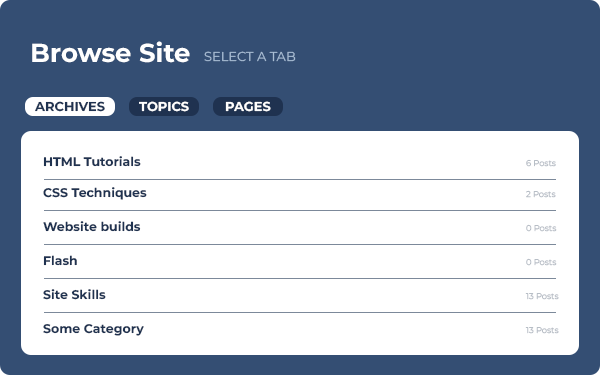 Browse Site SELECT A TAB
ARCHIVES TOPICS PAGES
HTML Tutorials 6 Posts
CSS Techniques 2 Posts
Website builds 0 Posts
Flash 0 Posts
Site Skills 13 Posts
Some Category 13 Posts